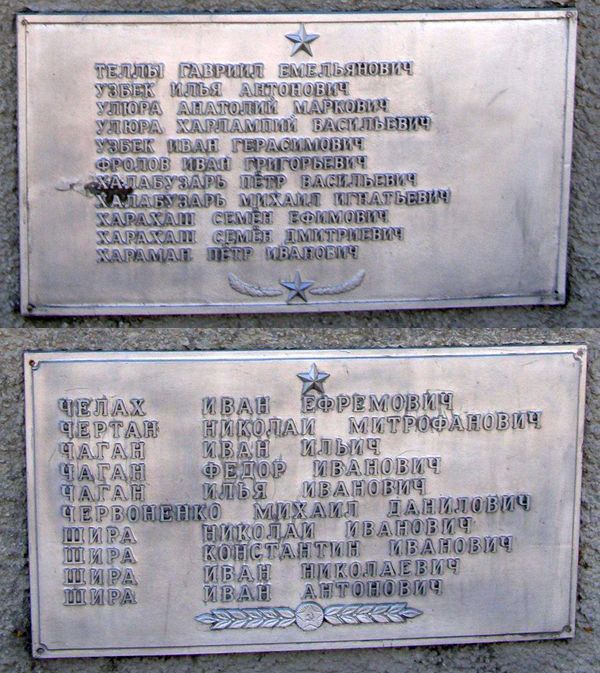 ТЕЛЛЫ ГАВРИИЛ ЕМЕЛЬЯНОВИЧ
УЗБЕК ИЛЬЯ АНТОНОВИЧ
УЛЮРА АНАТОЛИЙ МАРКОВИЧ
УЛЮРА ХАРЛАМПИЙ ВАСИЛЬЕВИЧ
УЗБЕК ИВАН ГЕРАСИМОВИЧ
ФРОЛОВ ИВАН ГРИГОРЬЕВИЧ
ХАЛАБУЗАРЬ ПЁТР ВАСИЛЬЕВИЧ
ХАЛАБУЗАРЬ МИХАИЛ ИГНАТЬЕВИЧ
ХАРАХАШ СЕМЁН ЕФИМОВИЧ
ХАРАХАШ СЕМЁН ДМИТРИЕВИЧ
ХАРАМАН ПЁТР ИВАНОВИЧ
ЧЕЛАХ ИВАН ЕФРЕМОВИЧ
ЧЕРТАН НИКОЛАЙ МИТРОФАНОВИЧ
ЧАГАН ИВАН ИЛЬИЧ
ЧАГАН ФЕДОР ИВАНОВИЧ
ЧАГАН ИЛЬЯ ИВАНОВИЧ
ЧЕРВОНЕНКО МИХАИЛ ДАНИЛОВИЧ
ШИРА НИКОЛАЙ ИВАНОВИЧ
ШИРА КОНСТАНТИН ИВАНОВИЧ
ШИРА ИВАН НИКОЛАЕВИЧ
ШИРА ИВАН АНТОНОВИЧ